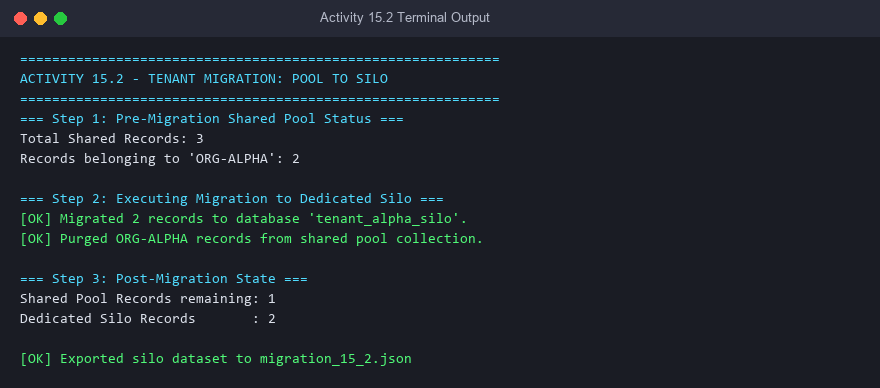 Activity 15.2 Terminal Output
============================================================
ACTIVITY 15.2 - TENANT MIGRATION: POOL TO SILO
============================================================
=== Step 1: Pre-Migration Shared Pool Status ===
Total Shared Records: 3
Records belonging to 'ORG-ALPHA': 2
=== Step 2: Executing Migration to Dedicated Silo ===
[OK] Migrated 2 records to database 'tenant_alpha_silo'.
[OK] Purged ORG-ALPHA records from shared pool collection.
=== Step 3: Post-Migration State ===
Shared Pool Records remaining: 1
Dedicated Silo Records       : 2
[OK] Exported silo dataset to migration_15_2.json